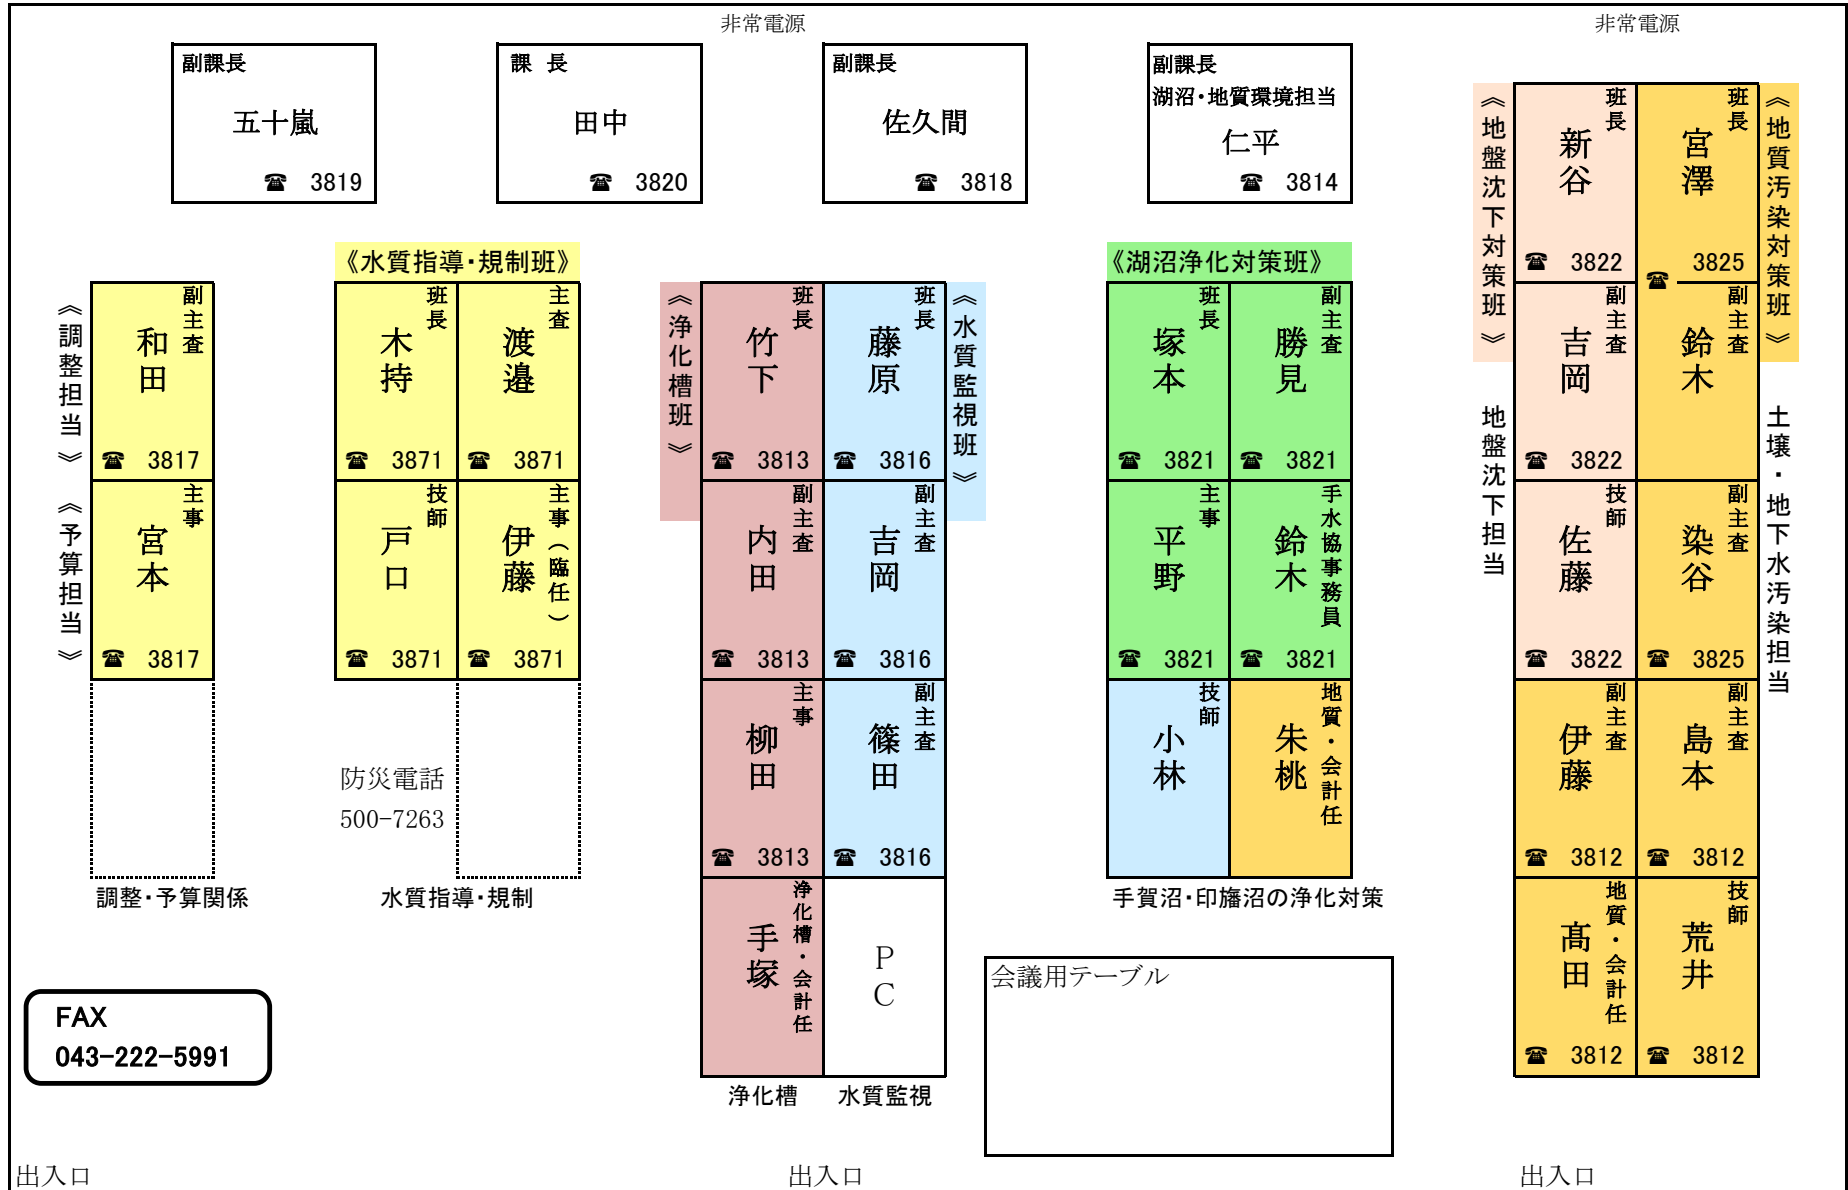 非常電源
非常電源
副課長
五十嵐
☎ 3819
課 長
田中
☎ 3820
副課長
佐久間
☎ 3818
副課長
湖沼・地質環境担当
仁平
☎ 3814
《調整担当》
《予算担当》
副主査
和田
☎ 3817
主事
宮本
☎ 3817
調整・予算関係
《水質指導・規制班》
班長
木持
☎ 3871
主査
渡邉
☎ 3871
技師
戸口
☎ 3871
主事(臨任)
伊藤
☎ 3871
防災電話
500-7263
水質指導・規制
《浄化槽班》
班長
竹下
☎ 3813
副主査
内田
☎ 3813
主事
柳田
☎ 3813
浄化槽・会計任
手塚
浄化槽
《水質監視班》
班長
藤原
☎ 3816
副主査
吉岡
☎ 3816
副主査
篠田
☎ 3816
PC
水質監視
《湖沼浄化対策班》
班長
塚本
☎ 3821
副主査
勝見
☎ 3821
主事
平野
☎ 3821
手水協事務員
鈴木
☎ 3821
技師
小林
地質・会計任
朱桃
手賀沼・印旛沼の浄化対策
会議用テーブル
《地盤沈下対策班》
地盤沈下担当
班長
新谷
☎ 3822
副主査
吉岡
☎ 3822
技師
佐藤
☎ 3822
副主査
伊藤
☎ 3812
地質・会計任
髙田
☎ 3812
《地質汚染対策班》
土壌・地下水汚染担当
班長
宮澤
☎ 3825
副主査
鈴木
副主査
染谷
☎ 3825
副主査
島本
☎ 3812
技師
荒井
☎ 3812
FAX
043-222-5991
出入口
出入口
出入口